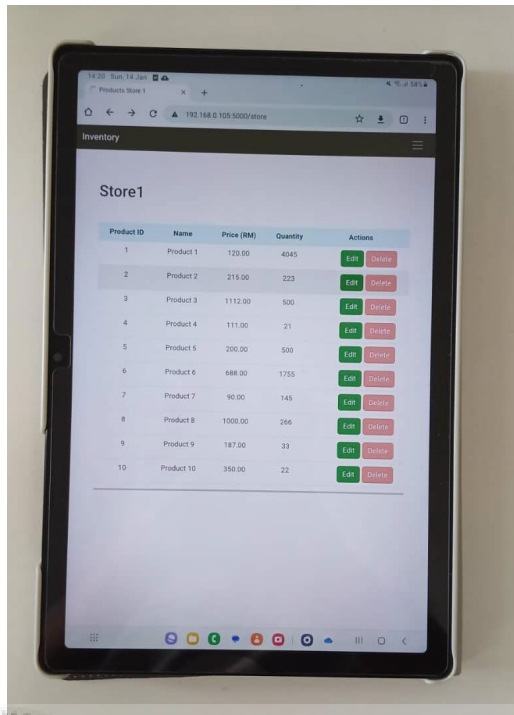 14:20 Sun, 14 Jan
58%
Products Store 1
192.168.0.105:5000/store
Inventory
Store1
Product ID Name Price (RM) Quantity Actions
1 Product 1 120.00 4045 Edit Delete
2 Product 2 215.00 223 Edit Delete
3 Product 3 1112.00 500 Edit Delete
4 Product 4 111.00 21 Edit Delete
5 Product 5 200.00 500 Edit Delete
6 Product 6 688.00 1755 Edit Delete
7 Product 7 90.00 145 Edit Delete
8 Product 8 1000.00 266 Edit Delete
9 Product 9 187.00 33 Edit Delete
10 Product 10 350.00 22 Edit Delete